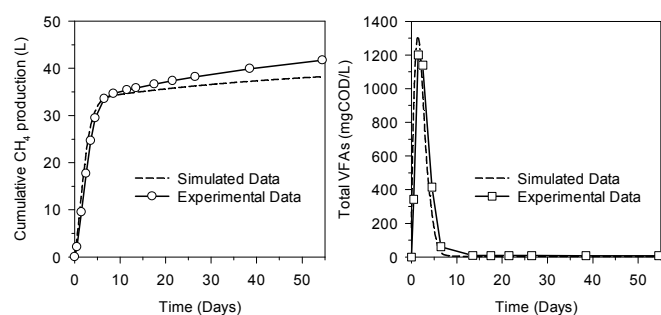 Cumulative CH4 production (L)
50
40
30
20
10
0
Simulated Data
Experimental Data
0 10 20 30 40 50
Time (Days)
Total VFAs (mgCOD/L)
1400
1200
1000
800
600
400
200
0
Simulated Data
Experimental Data
0 10 20 30 40 50
Time (Days)